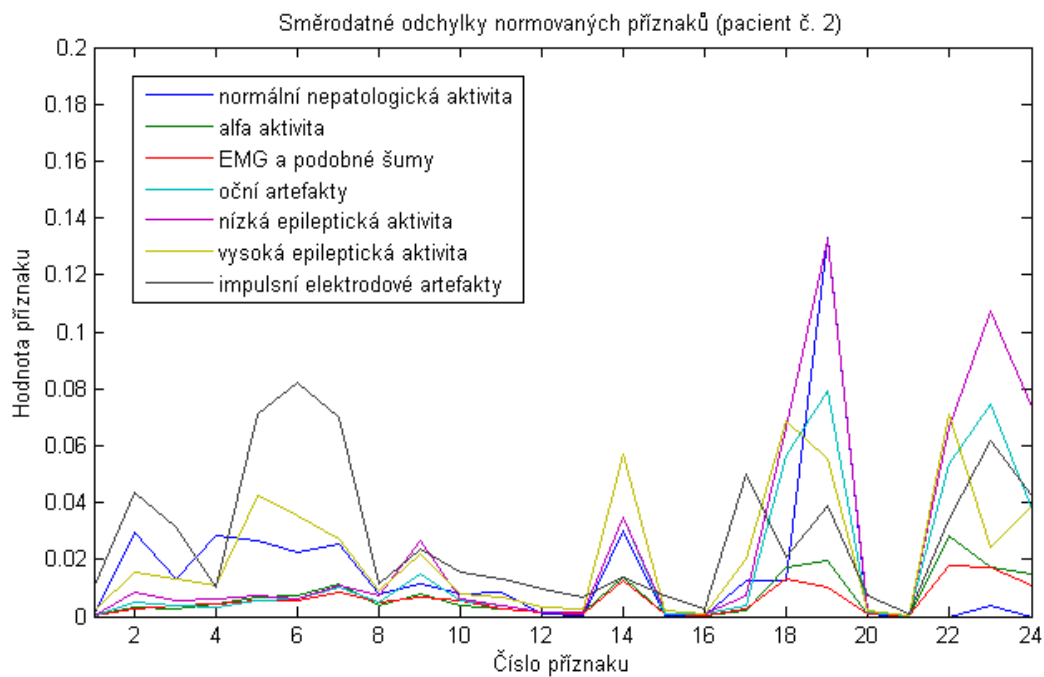 Směrodatné odchylky normovaných příznaků (pacient č. 2)
0.2
0.18
0.16
0.14
0.12
0.1
0.08
0.06
0.04
0.02
0
Hodnota příznaku
normální nepatologická aktivita
alfa aktivita
EMG a podobné šumy
oční artefakty
nízká epileptická aktivita
vysoká epileptická aktivita
impulsní elektrodové artefakty
2 4 6 8 10 12 14 16 18 20 22 24
Číslo příznaku